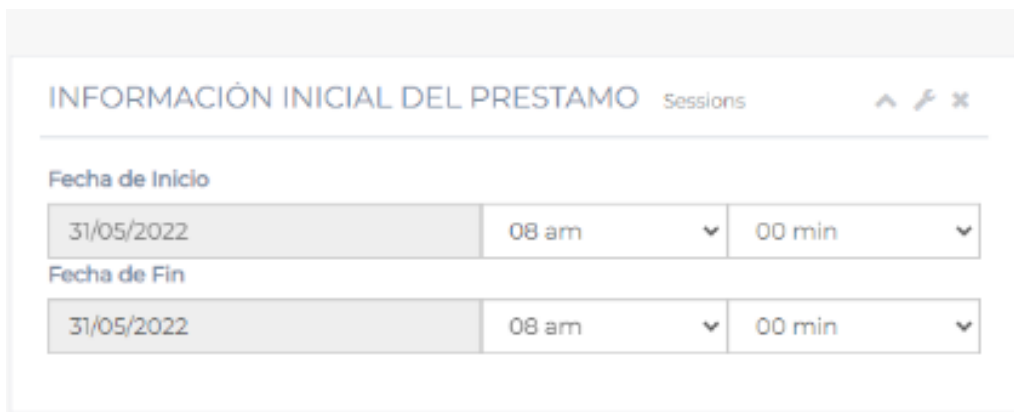 INFORMACIÓN INICIAL DEL PRESTAMO Sessions
Fecha de Inicio
31/05/2022 08 am 00 min
Fecha de Fin
31/05/2022 08 am 00 min